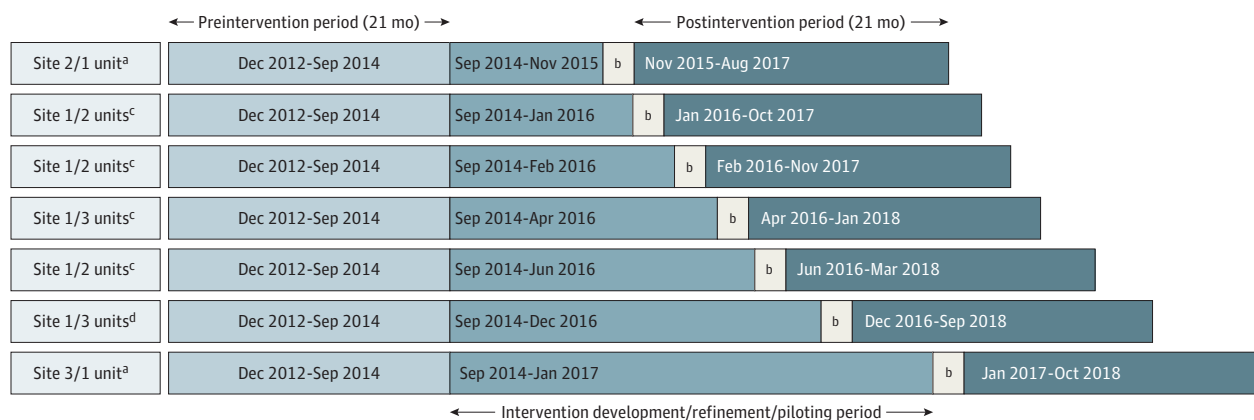 Preintervention period (21 mo) Postintervention period (21 mo)
Site 2/1 unitᵃ Dec 2012-Sep 2014 Sep 2014-Nov 2015 b Nov 2015-Aug 2017
Site 1/2 unitsᶜ Dec 2012-Sep 2014 Sep 2014-Jan 2016 b Jan 2016-Oct 2017
Site 1/2 unitsᶜ Dec 2012-Sep 2014 Sep 2014-Feb 2016 b Feb 2016-Nov 2017
Site 1/3 unitsᶜ Dec 2012-Sep 2014 Sep 2014-Apr 2016 b Apr 2016-Jan 2018
Site 1/2 unitsᶜ Dec 2012-Sep 2014 Sep 2014-Jun 2016 b Jun 2016-Mar 2018
Site 1/3 unitsᵈ Dec 2012-Sep 2014 Sep 2014-Dec 2016 b Dec 2016-Sep 2018
Site 3/1 unitᵃ Dec 2012-Sep 2014 Sep 2014-Jan 2017 b Jan 2017-Oct 2018
Intervention development/refinement/piloting period